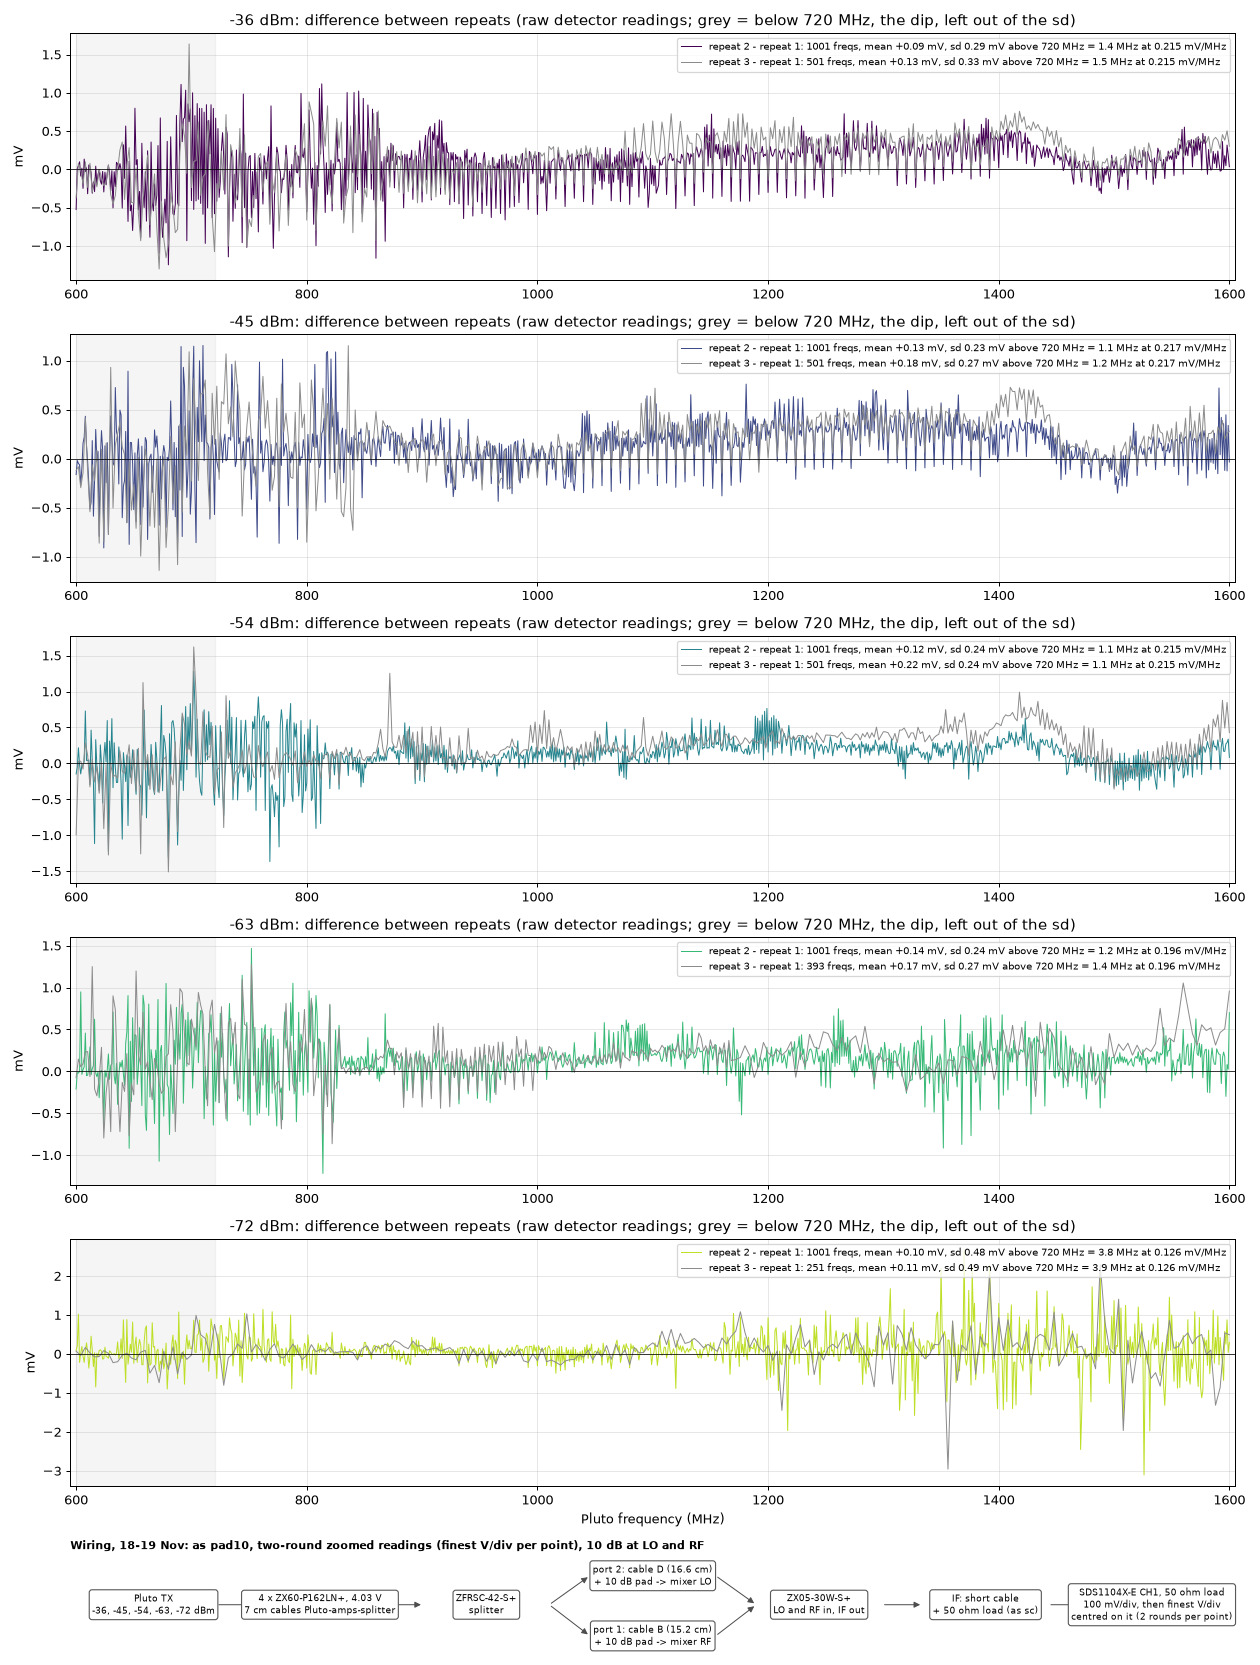 -36 dBm: difference between repeats (raw detector readings; grey = below 720 MHz, the dip, left out of the sd)
repeat 2 - repeat 1: 1001 freqs, mean +0.09 mV, sd 0.29 mV above 720 MHz = 1.4 MHz at 0.215 mV/MHz
repeat 3 - repeat 1: 501 freqs, mean +0.13 mV, sd 0.33 mV above 720 MHz = 1.5 MHz at 0.215 mV/MHz
1.5
1.0
0.5
0.0
−0.5
−1.0
mV
600 800 1000 1200 1400 1600
-45 dBm: difference between repeats (raw detector readings; grey = below 720 MHz, the dip, left out of the sd)
repeat 2 - repeat 1: 1001 freqs, mean +0.13 mV, sd 0.23 mV above 720 MHz = 1.1 MHz at 0.217 mV/MHz
repeat 3 - repeat 1: 501 freqs, mean +0.18 mV, sd 0.27 mV above 720 MHz = 1.2 MHz at 0.217 mV/MHz
1.0
0.5
0.0
−0.5
−1.0
mV
600 800 1000 1200 1400 1600
-54 dBm: difference between repeats (raw detector readings; grey = below 720 MHz, the dip, left out of the sd)
repeat 2 - repeat 1: 1001 freqs, mean +0.12 mV, sd 0.24 mV above 720 MHz = 1.1 MHz at 0.215 mV/MHz
repeat 3 - repeat 1: 501 freqs, mean +0.22 mV, sd 0.24 mV above 720 MHz = 1.1 MHz at 0.215 mV/MHz
1.5
1.0
0.5
0.0
−0.5
−1.0
−1.5
mV
600 800 1000 1200 1400 1600
-63 dBm: difference between repeats (raw detector readings; grey = below 720 MHz, the dip, left out of the sd)
repeat 2 - repeat 1: 1001 freqs, mean +0.14 mV, sd 0.24 mV above 720 MHz = 1.2 MHz at 0.196 mV/MHz
repeat 3 - repeat 1: 393 freqs, mean +0.17 mV, sd 0.27 mV above 720 MHz = 1.4 MHz at 0.196 mV/MHz
1.5
1.0
0.5
0.0
−0.5
−1.0
mV
600 800 1000 1200 1400 1600
-72 dBm: difference between repeats (raw detector readings; grey = below 720 MHz, the dip, left out of the sd)
repeat 2 - repeat 1: 1001 freqs, mean +0.10 mV, sd 0.48 mV above 720 MHz = 3.8 MHz at 0.126 mV/MHz
repeat 3 - repeat 1: 251 freqs, mean +0.11 mV, sd 0.49 mV above 720 MHz = 3.9 MHz at 0.126 mV/MHz
2
1
0
−1
−2
−3
mV
600 800 1000 1200 1400 1600
Pluto frequency (MHz)
Wiring, 18-19 Nov: as pad10, two-round zoomed readings (finest V/div per point), 10 dB at LO and RF
Pluto TX
-36, -45, -54, -63, -72 dBm
4 x ZX60-P162LN+, 4.03 V
7 cm cables Pluto-amps-splitter
ZFRSC-42-S+
splitter
port 2: cable D (16.6 cm)
+ 10 dB pad -> mixer LO
port 1: cable B (15.2 cm)
+ 10 dB pad -> mixer RF
ZX05-30W-S+
LO and RF in, IF out
IF: short cable
+ 50 ohm load (as sc)
SDS1104X-E CH1, 50 ohm load
100 mV/div, then finest V/div
centred on it (2 rounds per point)